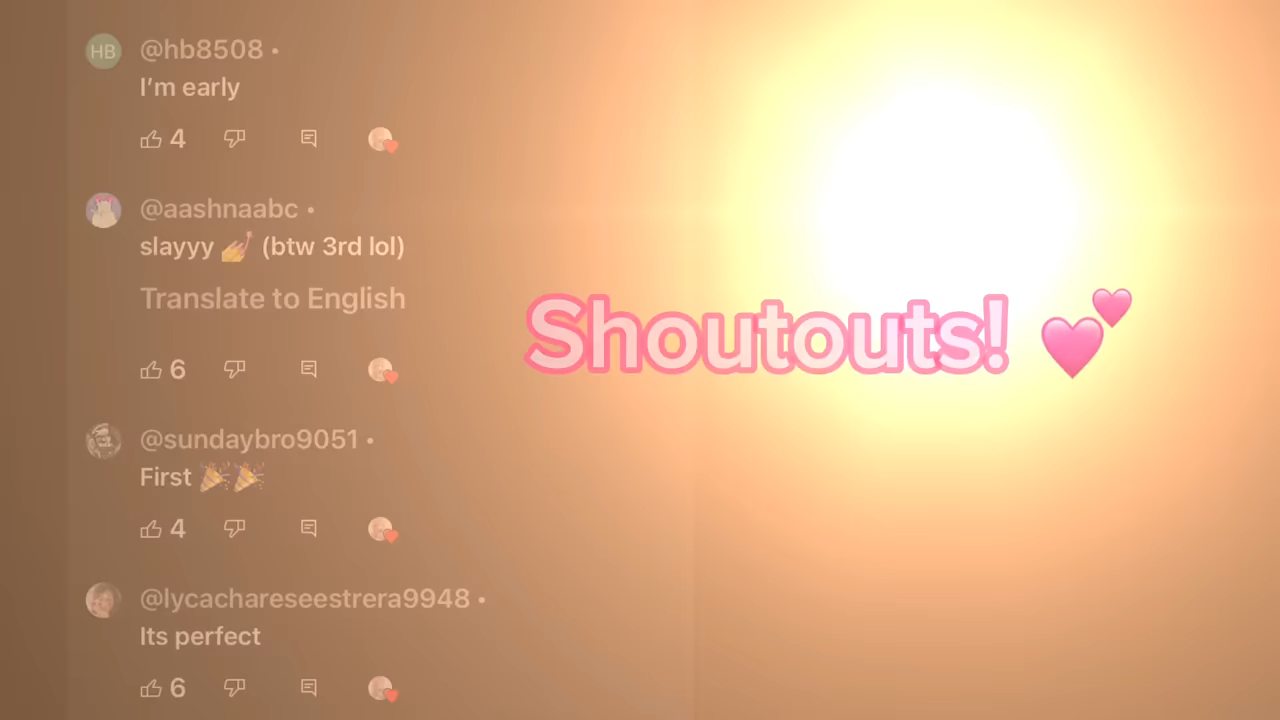 HB
@hb8508 •
I’m early
4
@aashnaabc •
slayyy 💅 (btw 3rd lol)
Translate to English
6
@sundaybro9051 •
First 🎉🎉
4
@lycachareseestrera9948 •
Its perfect
6
Shoutouts! 💕